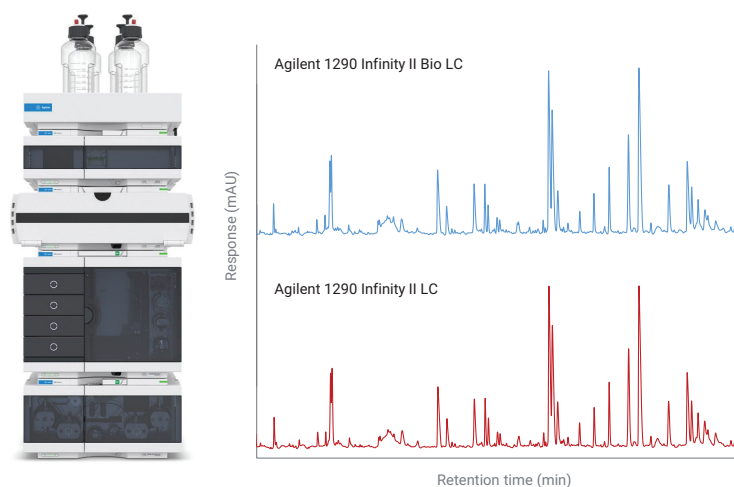 Agilent 1290 Infinity II Bio LC
Agilent 1290 Infinity II LC
Response (mAU)
Retention time (min)